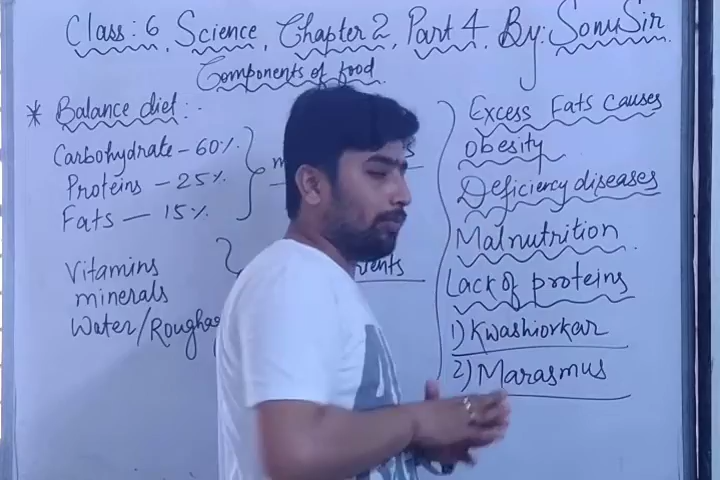 Class: 6, Science, Chapter 2, Part 4. By: Sonu Sir.
Components of food
* Balance diet: -
Carbohydrate - 60%.
Proteins - 25%
Fats - 15%
Vitamins
minerals
Water/Roughag
Excess Fats causes
obesity
Deficiency diseases
Malnutrition.
Lack of proteins
1) Kwashiorkar
2) Marasmus